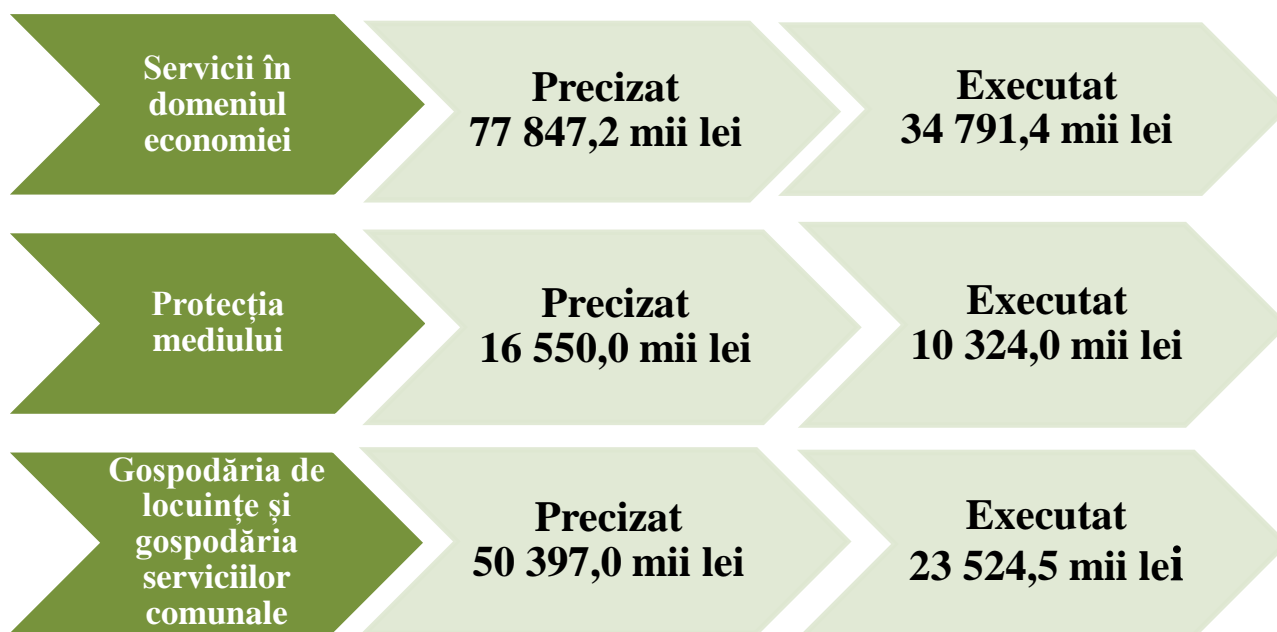 Servicii în
domeniul
economiei
Precizat
77 847,2 mii lei
Executat
34 791,4 mii lei
Protecția
mediului
Precizat
16 550,0 mii lei
Executat
10 324,0 mii lei
Gospodăria de
locuințe și
gospodăria
serviciilor
comunale
Precizat
50 397,0 mii lei
Executat
23 524,5 mii lei